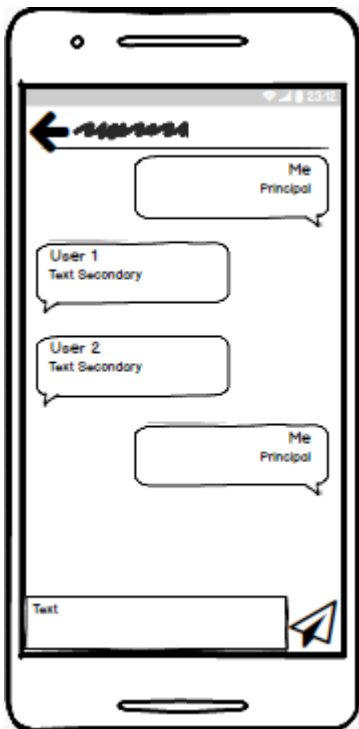 23:12
Me
Principal
User 1
Text Secondary
User 2
Text Secondary
Me
Principal
Text